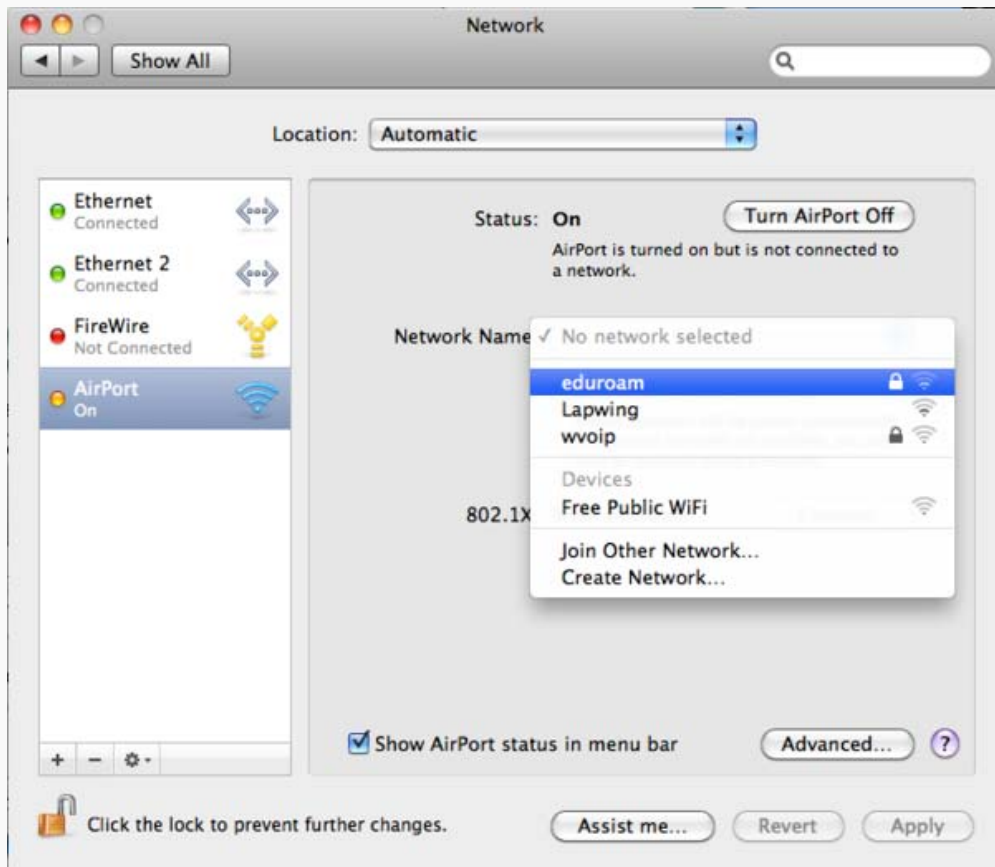 Network
Show All
Location: Automatic
Ethernet
Connected
Ethernet 2
Connected
FireWire
Not Connected
AirPort
On
Status: On
Turn AirPort Off
AirPort is turned on but is not connected to
a network.
Network Name
✓ No network selected
eduroam
Lapwing
wvoip
Devices
Free Public WiFi
Join Other Network...
Create Network...
802.1X
Show AirPort status in menu bar
Advanced...
?
Click the lock to prevent further changes.
Assist me...
Revert
Apply